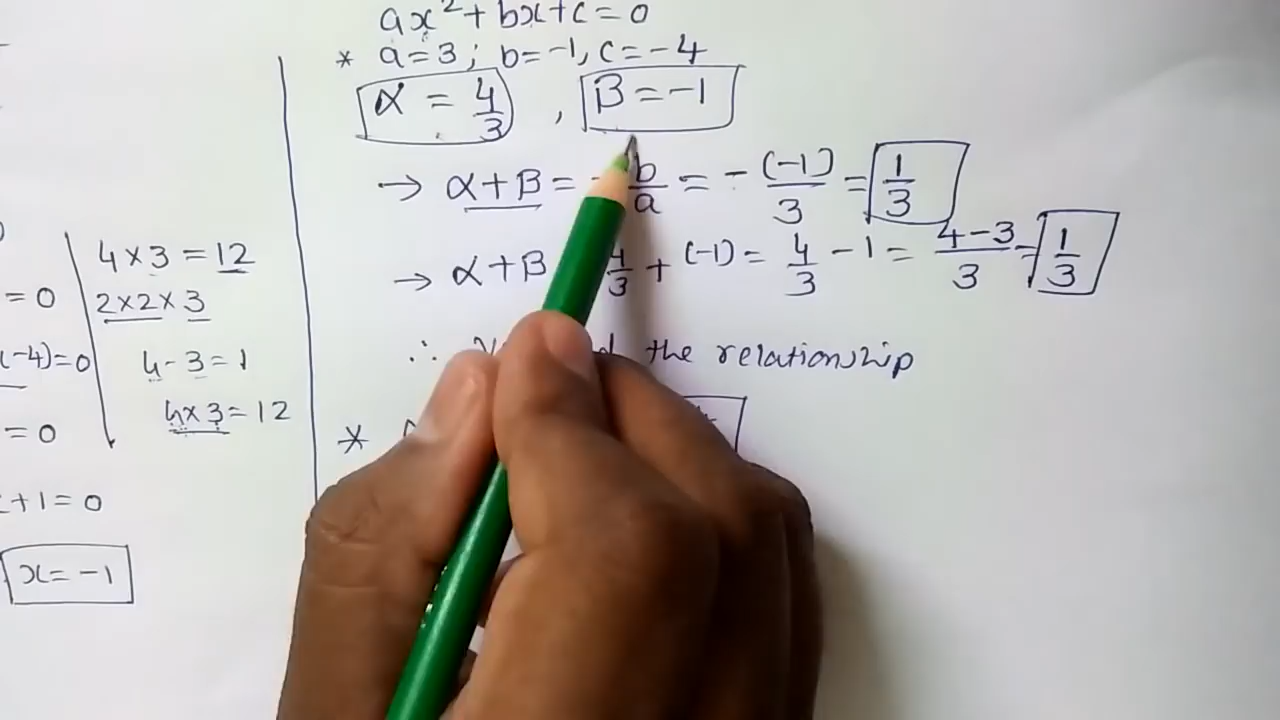 ax² + bx + c = 0
* a = 3 ; b = -1, c = -4
α = 4/3 , β = -1
→ α + β = - b/a = - (-1)/3 = 1/3
→ α + β 4/3 + (-1) = 4/3 - 1 = 4-3/3 = 1/3
∴ the relationship
*
4 × 3 = 12
2 × 2 × 3
4 - 3 = 1
4 × 3 = 12
= 0
(-4) = 0
= 0
+ 1 = 0
x = -1